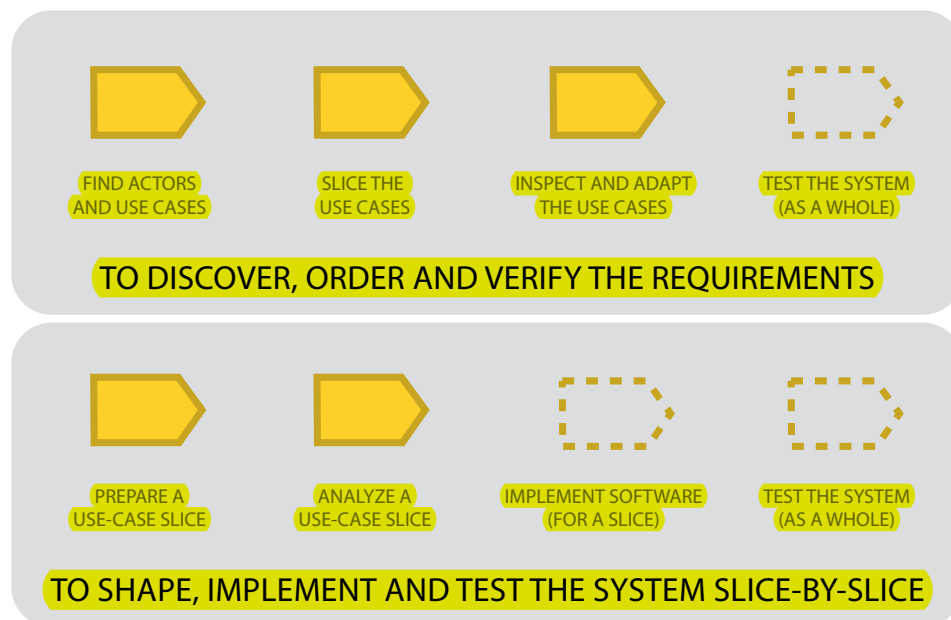 FIND ACTORS
AND USE CASES
SLICE THE
USE CASES
INSPECT AND ADAPT
THE USE CASES
TEST THE SYSTEM
(AS A WHOLE)
TO DISCOVER, ORDER AND VERIFY THE REQUIREMENTS
PREPARE A
USE-CASE SLICE
ANALYZE A
USE-CASE SLICE
IMPLEMENT SOFTWARE
(FOR A SLICE)
TEST THE SYSTEM
(AS A WHOLE)
TO SHAPE, IMPLEMENT AND TEST THE SYSTEM SLICE-BY-SLICE